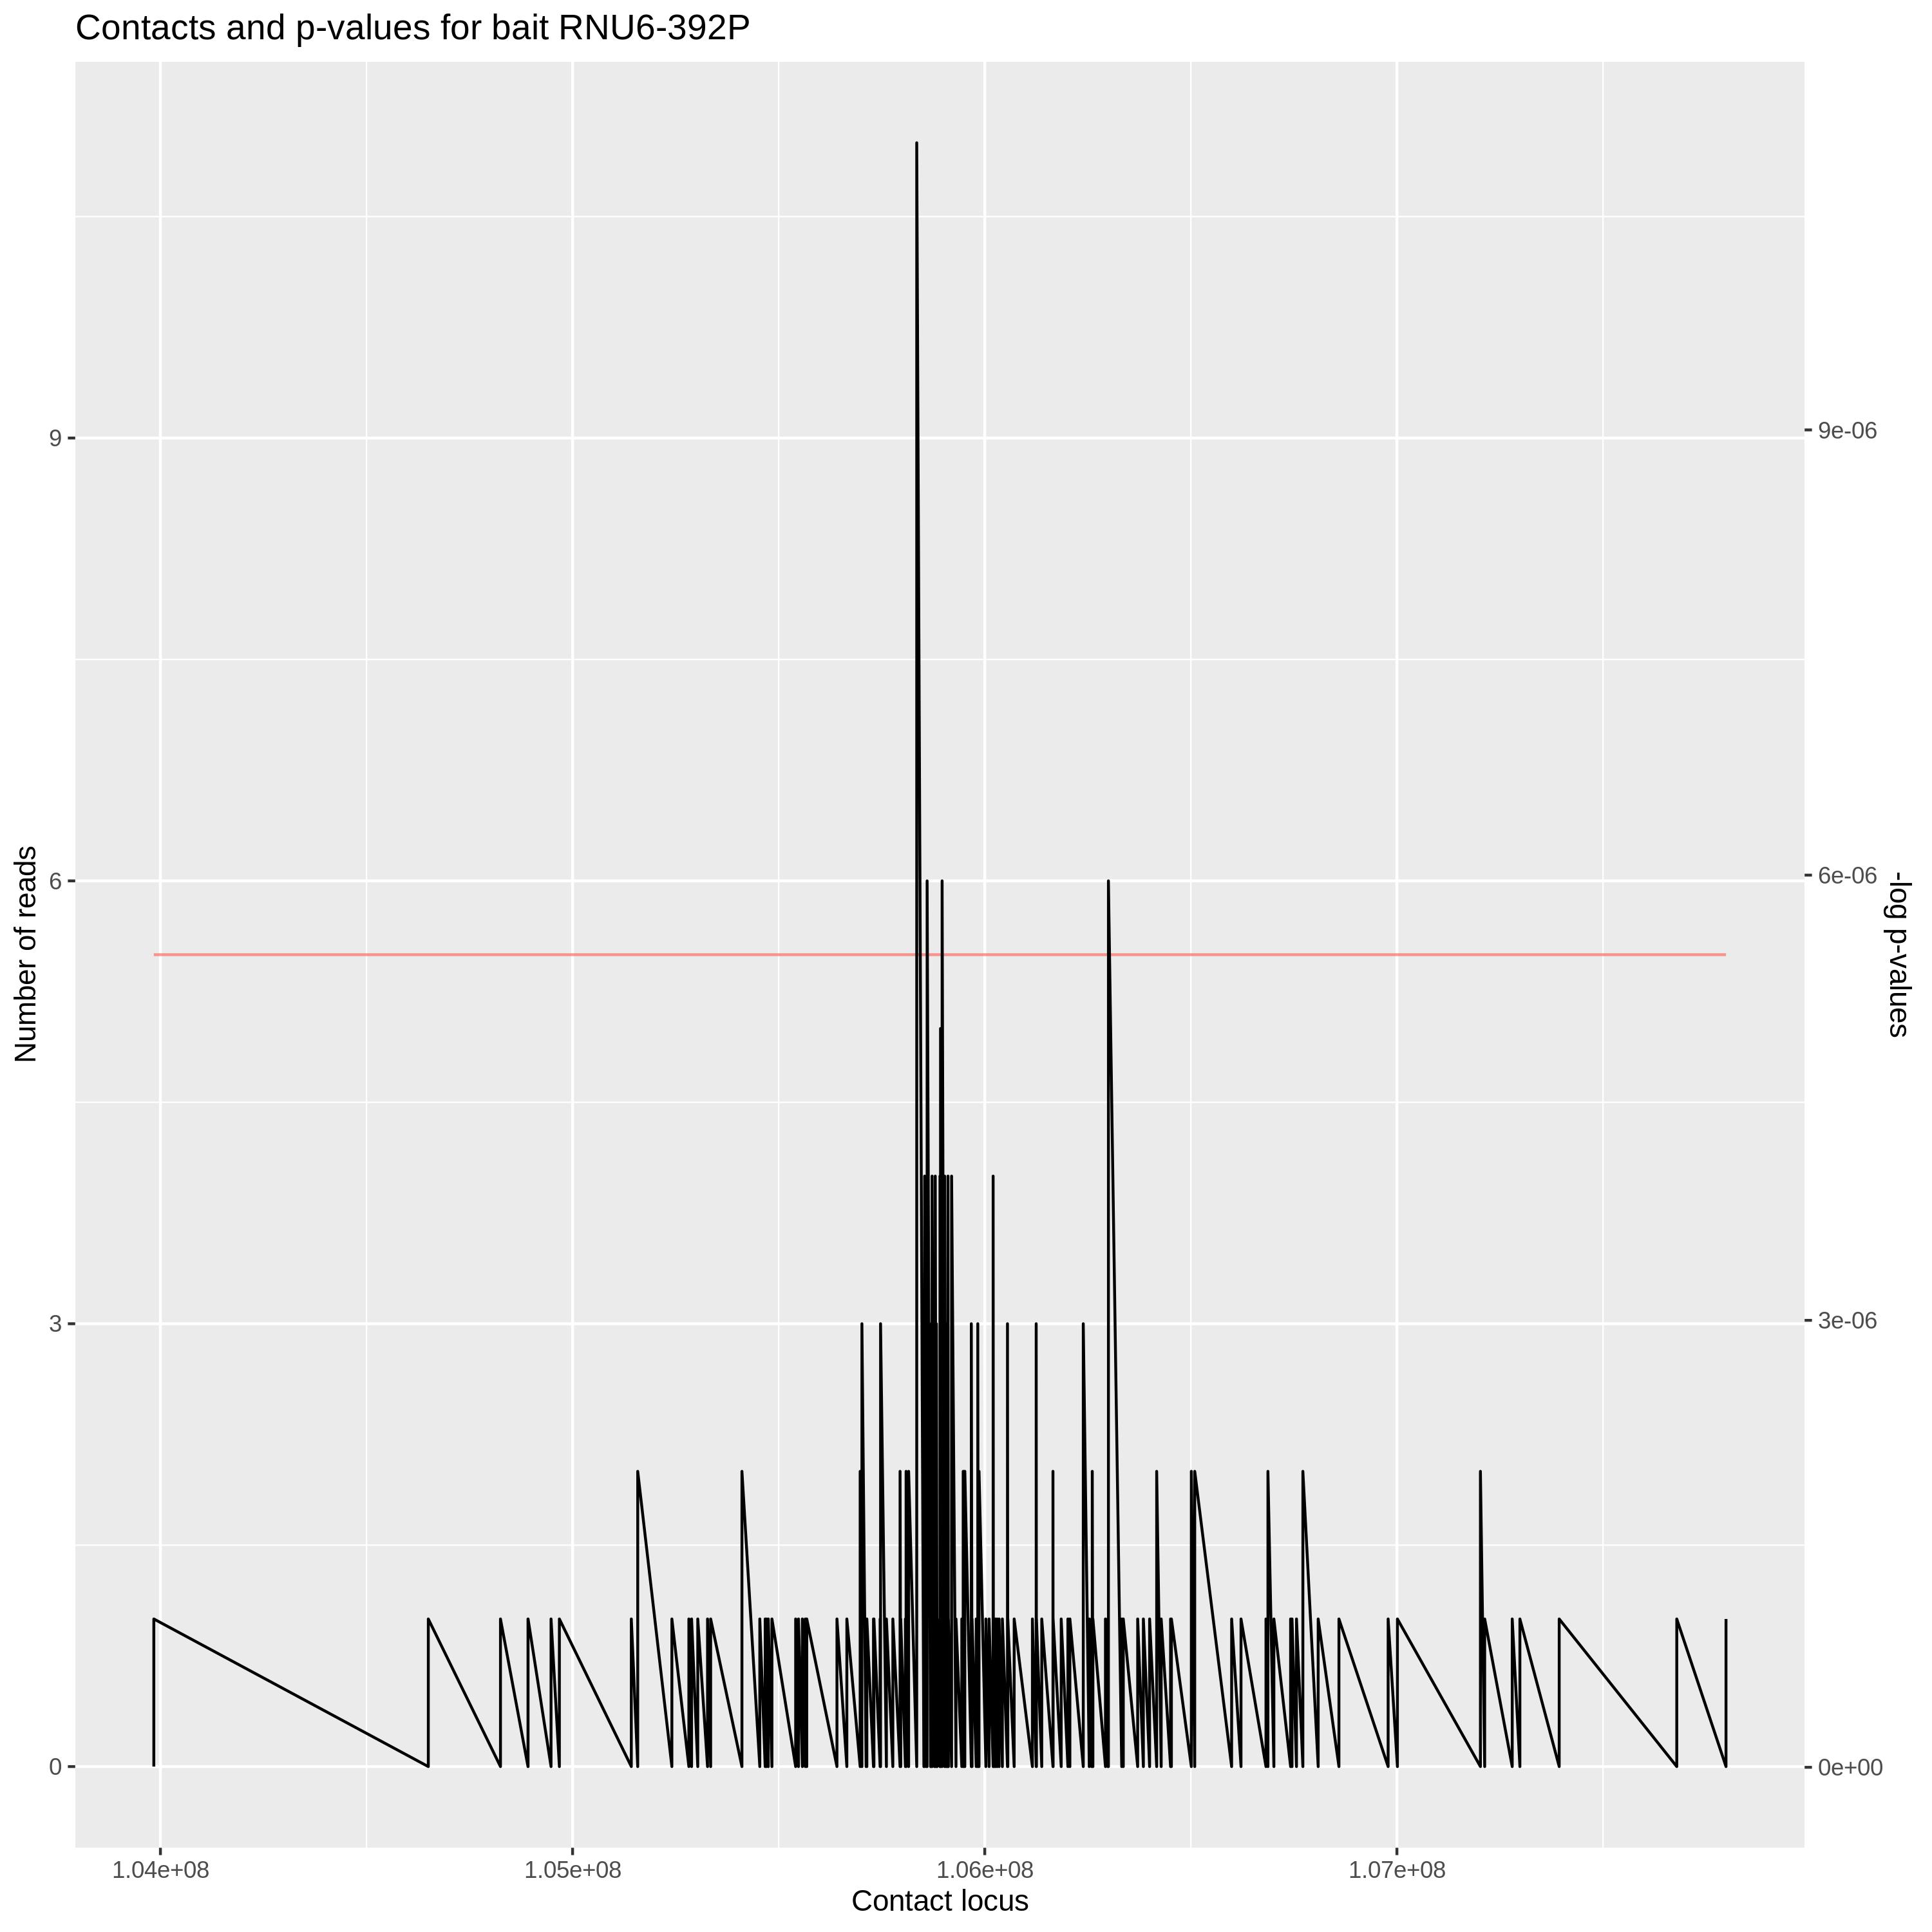 Contacts and p-values for bait RNU6-392P
Number of reads
9
6
3
0
9e-06
6e-06
3e-06
0e+00
-log p-values
1.04e+08
1.05e+08
1.06e+08
1.07e+08
Contact locus